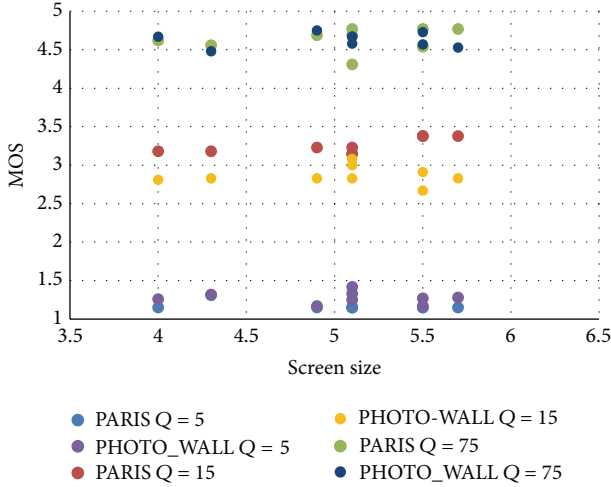 5
4.5
4
3.5
3
2.5
2
1.5
1
MOS
3.5 4 4.5 5 5.5 6 6.5
Screen size
PARIS Q = 5
PHOTO_WALL Q = 5
PARIS Q = 15
PHOTO-WALL Q = 15
PARIS Q = 75
PHOTO_WALL Q = 75